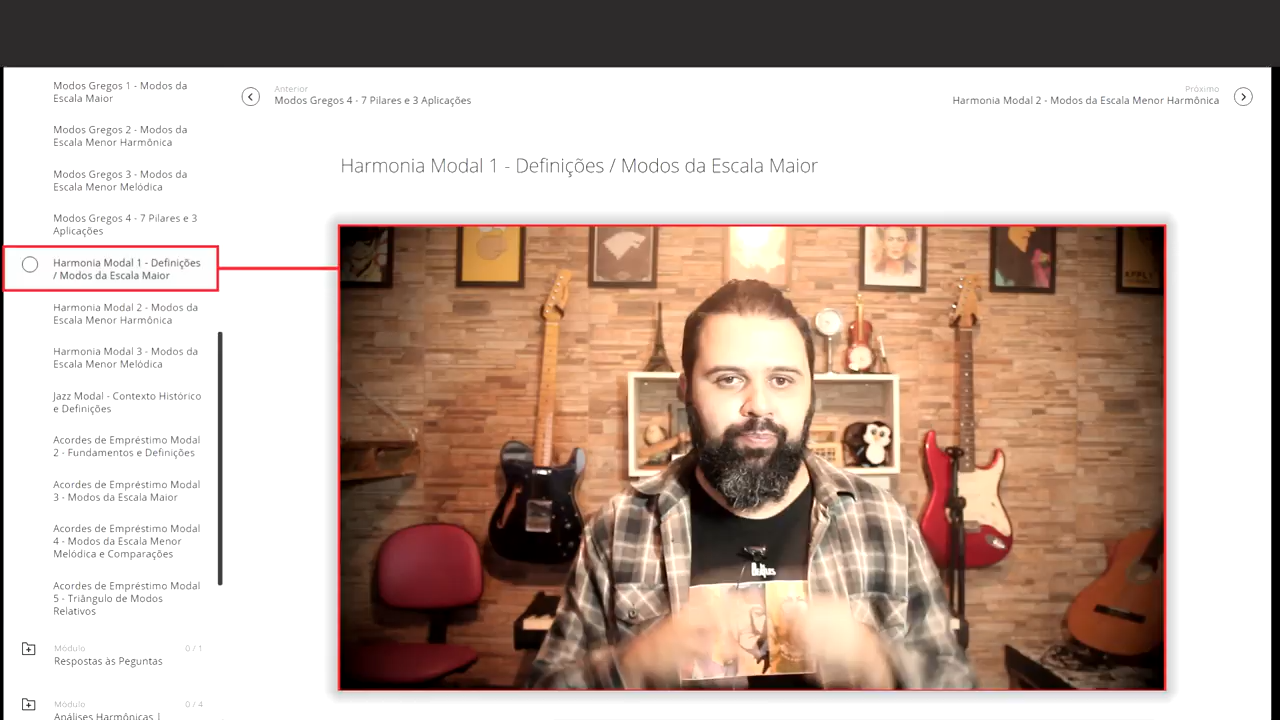 Modos Gregos 1 - Modos da
Escala Maior
Modos Gregos 2 - Modos da
Escala Menor Harmônica
Modos Gregos 3 - Modos da
Escala Menor Melódica
Modos Gregos 4 - 7 Pilares e 3
Aplicações
Harmonia Modal 1 - Definições
/ Modos da Escala Maior
Harmonia Modal 2 - Modos da
Escala Menor Harmônica
Harmonia Modal 3 - Modos da
Escala Menor Melódica
Jazz Modal - Contexto Histórico
e Definições
Acordes de Empréstimo Modal
2 - Fundamentos e Definições
Acordes de Empréstimo Modal
3 - Modos da Escala Maior
Acordes de Empréstimo Modal
4 - Modos da Escala Menor
Melódica e Comparações
Acordes de Empréstimo Modal
5 - Triângulo de Modos
Relativos
Módulo 0 / 1
Respostas às Peguntas
Módulo 0 / 4
Análises Harmônicas |
Anterior
Modos Gregos 4 - 7 Pilares e 3 Aplicações
Próximo
Harmonia Modal 2 - Modos da Escala Menor Harmônica
Harmonia Modal 1 - Definições / Modos da Escala Maior
APPLY
Beatles